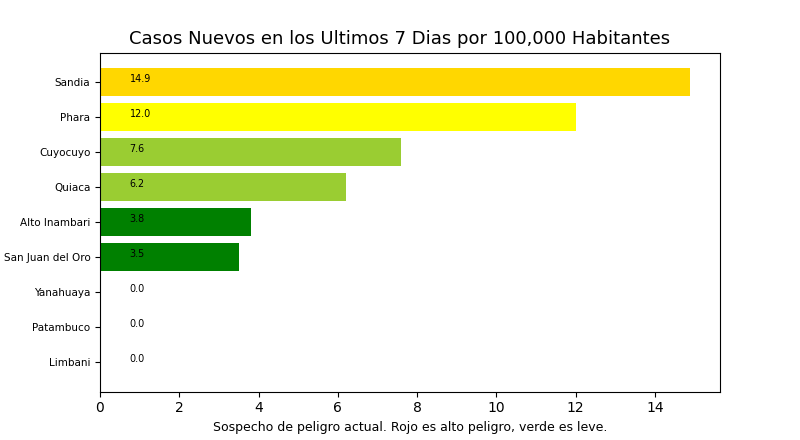 Casos Nuevos en los Ultimos 7 Dias por 100,000 Habitantes
Sandia 14.9
Phara 12.0
Cuyocuyo 7.6
Quiaca 6.2
Alto Inambari 3.8
San Juan del Oro 3.5
Yanahuaya 0.0
Patambuco 0.0
Limbani 0.0
0 2 4 6 8 10 12 14
Sospecho de peligro actual. Rojo es alto peligro, verde es leve.